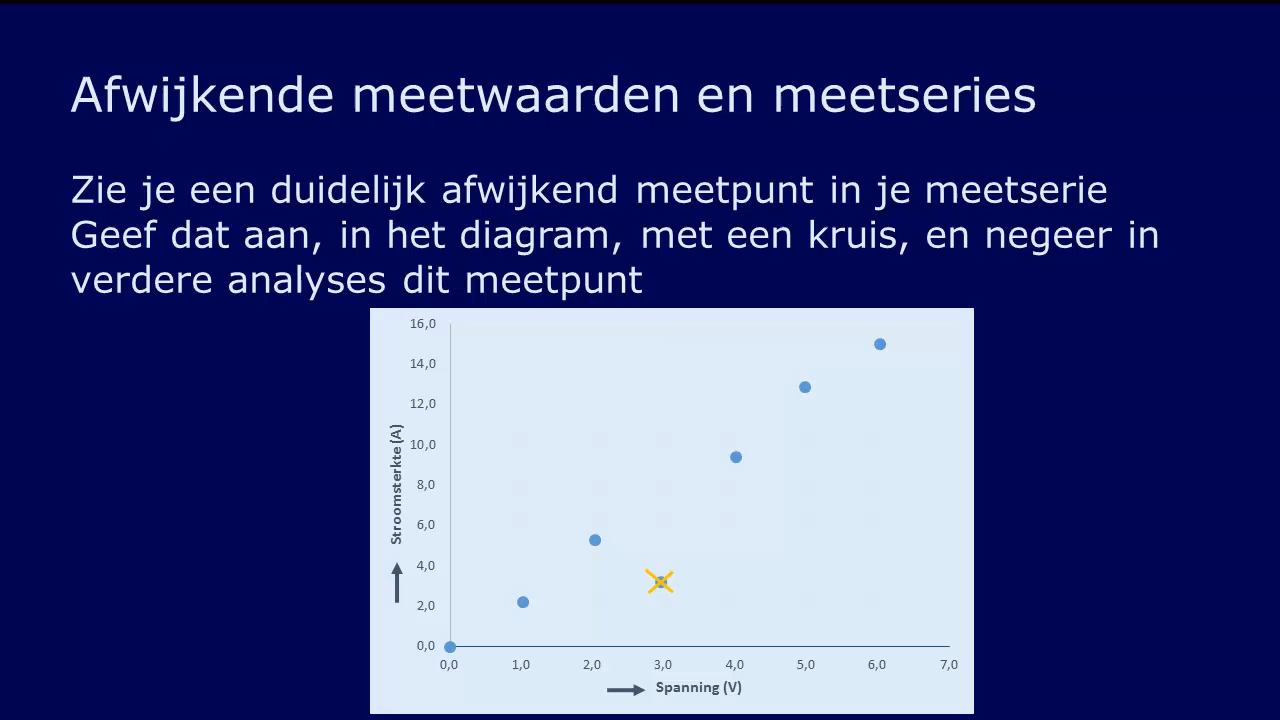 Afwijkende meetwaarden en meetseries
Zie je een duidelijk afwijkend meetpunt in je meetserie
Geef dat aan, in het diagram, met een kruis, en negeer in
verdere analyses dit meetpunt
16,0
14,0
12,0
10,0
8,0
6,0
4,0
2,0
0,0
Stroomsterkte (A)
0,0 1,0 2,0 3,0 4,0 5,0 6,0 7,0
Spanning (V)